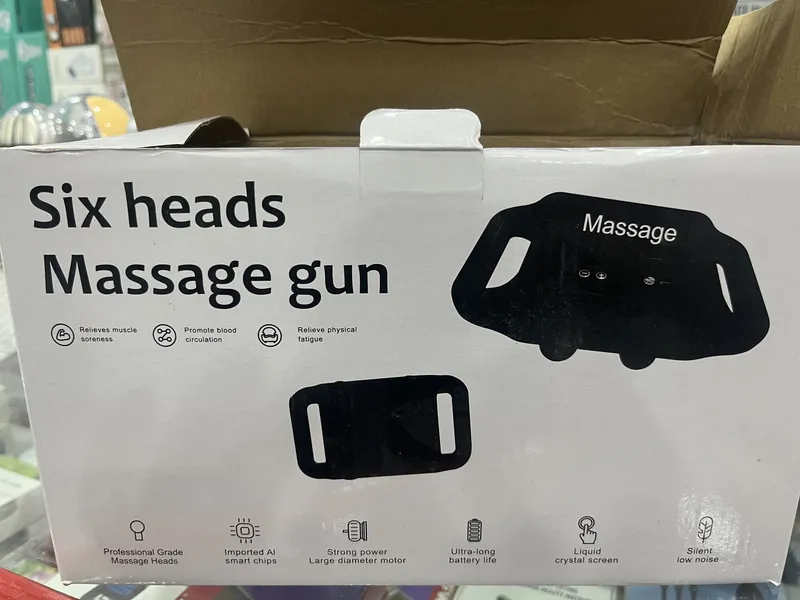 Six heads
Massage gun
Relieves muscle
soreness
Promote blood
circulation
Relieve physical
fatigue
Massage
Professional Grade
Massage Heads
Imported AI
smart chips
Strong power
Large diameter motor
Ultra-long
battery life
Liquid
crystal screen
Silent
low noise